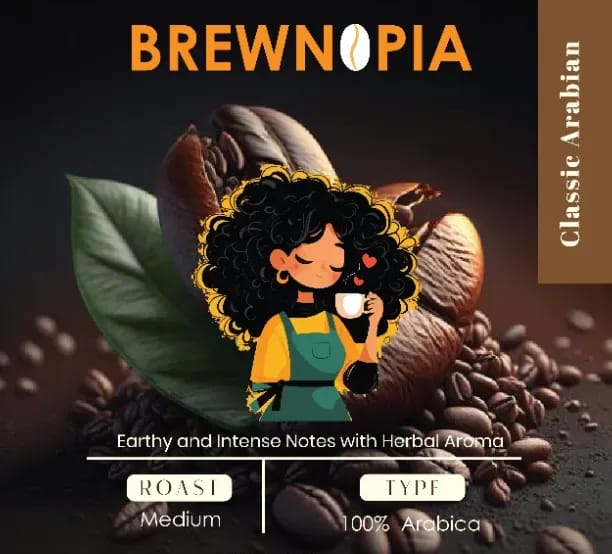 BREWNOPIA
Classic Arabian
Earthy and Intense Notes with Herbal Aroma
ROAST
Medium
TYPE
100% Arabica